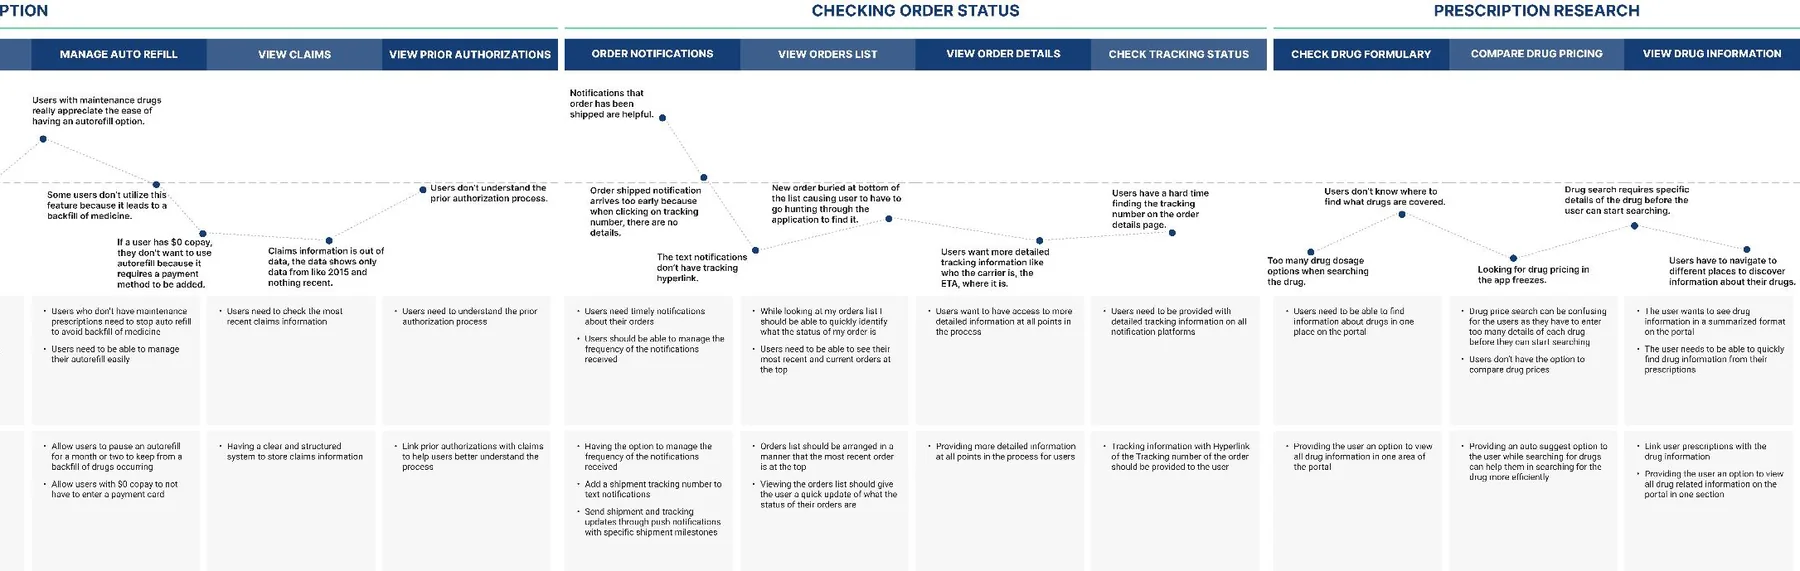 PTION
CHECKING ORDER STATUS
PRESCRIPTION RESEARCH
MANAGE AUTO REFILL
VIEW CLAIMS
VIEW PRIOR AUTHORIZATIONS
ORDER NOTIFICATIONS
VIEW ORDERS LIST
VIEW ORDER DETAILS
CHECK TRACKING STATUS
CHECK DRUG FORMULARY
COMPARE DRUG PRICING
VIEW DRUG INFORMATION
Users with maintenance drugs
really appreciate the ease of
having an autorefill option.
Some users don't utilize this
feature because it leads to a
backfill of medicine.
If a user has $0 copay,
they don't want to use
autorefill because it
requires a payment
method to be added.
Claims information is out of
data, the data shows only
data from like 2015 and
nothing recent.
Users don't understand the
prior authorization process.
Notifications that
order has been
shipped are helpful.
Order shipped notification
arrives too early because
when clicking on tracking
number, there are no
details.
The text notifications
don't have tracking
hyperlink.
New order buried at bottom of
the list causing user to have to
go hunting through the
application to find it.
Users want more detailed
tracking information like
who the carrier is, the
ETA, where it is.
Users have a hard time
finding the tracking
number on the order
details page.
Too many drug dosage
options when searching
the drug.
Users don't know where to
find what drugs are covered.
Looking for drug pricing in
the app freezes.
Drug search requires specific
details of the drug before the
user can start searching.
Users have to navigate to
different places to discover
information about their drugs.
• Users who don't have maintenance
prescriptions need to stop auto refill
to avoid backfill of medicine
• Users need to be able to manage
their autorefill easily
• Users need to check the most
recent claims information
• Users need to understand the prior
authorization process
• Users need timely notifications
about their orders
• Users should be able to manage the
frequency of the notifications
received
• While looking at my orders list I
should be able to quickly identify
what the status of my order is
• Users need to be able to see their
most recent and current orders at
the top
• Users want to have access to more
detailed information at all points in
the process
• Users need to be provided with
detailed tracking information on all
notification platforms
• Users need to be able to find
information about drugs in one
place on the portal
• Drug price search can be confusing
for the users as they have to enter
too many details of each drug
before they can start searching
• Users don't have the option to
compare drug prices
• The user wants to see drug
information in a summarized format
on the portal
• The user needs to be able to quickly
find drug information from their
prescriptions
• Allow users to pause an autorefill
for a month or two to keep from a
backfill of drugs occurring
• Allow users with $0 copay to not
have to enter a payment card
• Having a clear and structured
system to store claims information
• Link prior authorizations with claims
to help users better understand the
process
• Having the option to manage the
frequency of the notifications
received
• Add a shipment tracking number to
text notifications
• Send shipment and tracking
updates through push notifications
with specific shipment milestones
• Orders list should be arranged in a
manner that the most recent order
is at the top
• Viewing the orders list should give
the user a quick update of what the
status of their orders are
• Providing more detailed information
at all points in the process for users
• Tracking information with Hyperlink
of the Tracking number of the order
should be provided to the user
• Providing the user an option to view
all drug information in one area of
the portal
• Providing an auto suggest option to
the user while searching for drugs
can help them in searching for the
drug more efficiently
• Link user prescriptions with the
drug information
• Providing the user an option to view
all drug related information on the
portal in one section